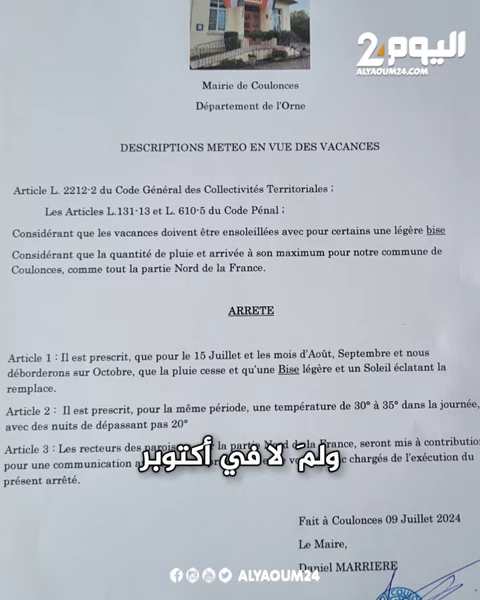 اليوم24
ALYAOUM24.COM
Mairie de Coulonces
Département de l'Orne
DESCRIPTIONS METEO EN VUE DES VACANCES
Article L. 2212-2 du Code Général des Collectivités Territoriales ;
Les Articles L.131-13 et L. 610-5 du Code Pénal ;
Considérant que les vacances doivent être ensoleillées avec pour certains une légère bise
Considérant que la quantité de pluie et arrivée à son maximum pour notre commune de
Coulonces, comme tout la partie Nord de la France.
ARRETE
Article 1 : Il est prescrit, que pour le 15 Juillet et les mois d'Août, Septembre et nous
déborderons sur Octobre, que la pluie cesse et qu'une Bise légère et un Soleil éclatant la
remplace.
Article 2 : Il est prescrit, pour la même période, une température de 30° à 35° dans la journée,
avec des nuits de dépassant pas 20°
Article 3 : Les recteurs des la partie Nord de la France, seront mis à contribution
pour une communication chargés de l'exécution du
présent arrêté.
ولمَ لا في أكتوبر
Fait à Coulonces 09 Juillet 2024
Le Maire,
Daniel MARRIERE
ALYAOUM24